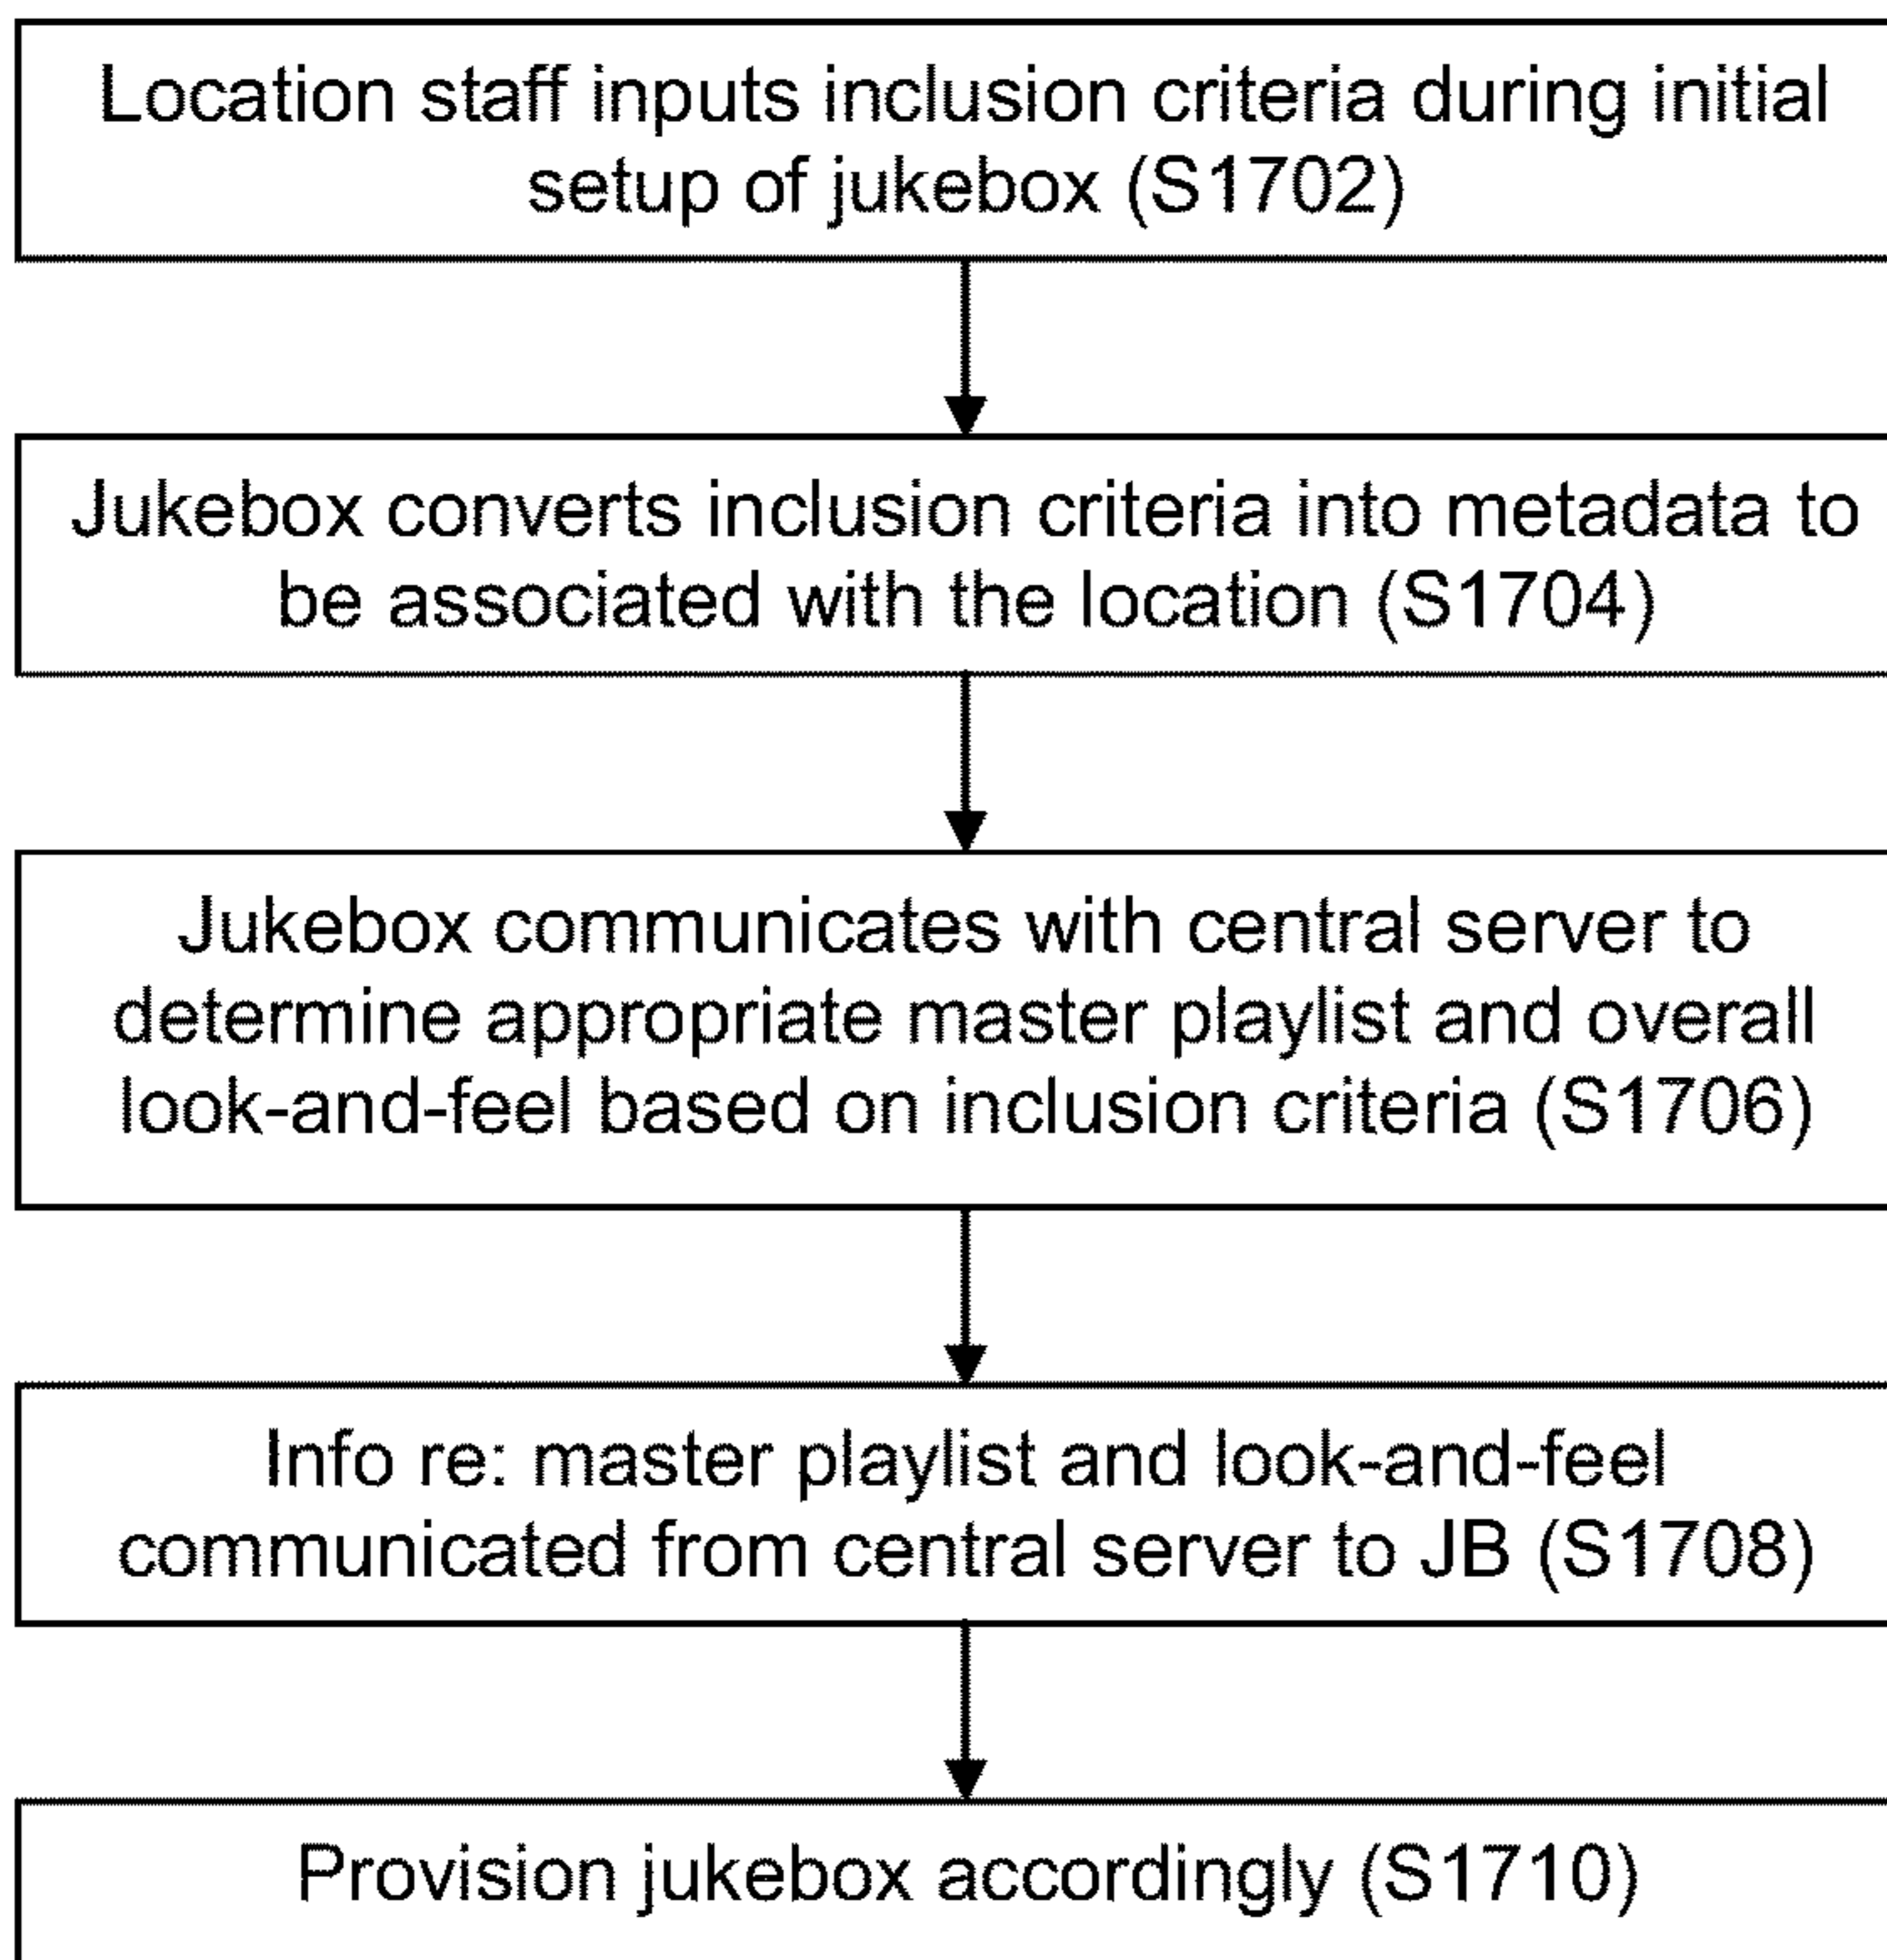 Location staff inputs inclusion criteria during initial
setup of jukebox (S1702)
Jukebox converts inclusion criteria into metadata to
be associated with the location (S1704)
Jukebox communicates with central server to
determine appropriate master playlist and overall
look-and-feel based on inclusion criteria (S1706)
Info re: master playlist and look-and-feel
communicated from central server to JB (S1708)
Provision jukebox accordingly (S1710)